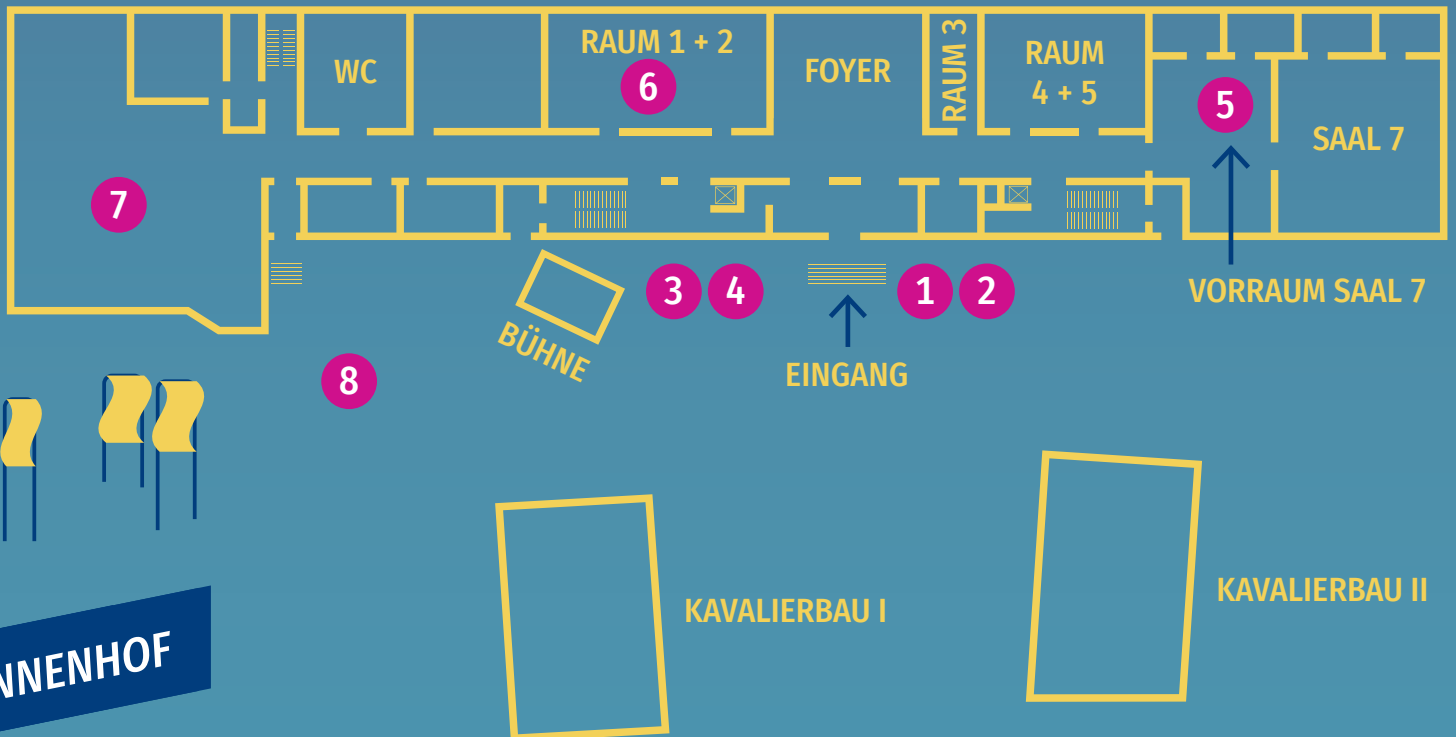 RAUM 1 + 2
WC
FOYER
RAUM 3
RAUM
4 + 5
6
5
SAAL 7
7
3
4
1
2
VORRAUM SAAL 7
BÜHNE
EINGANG
8
KAVALIERBAU I
KAVALIERBAU II
NNENHOF